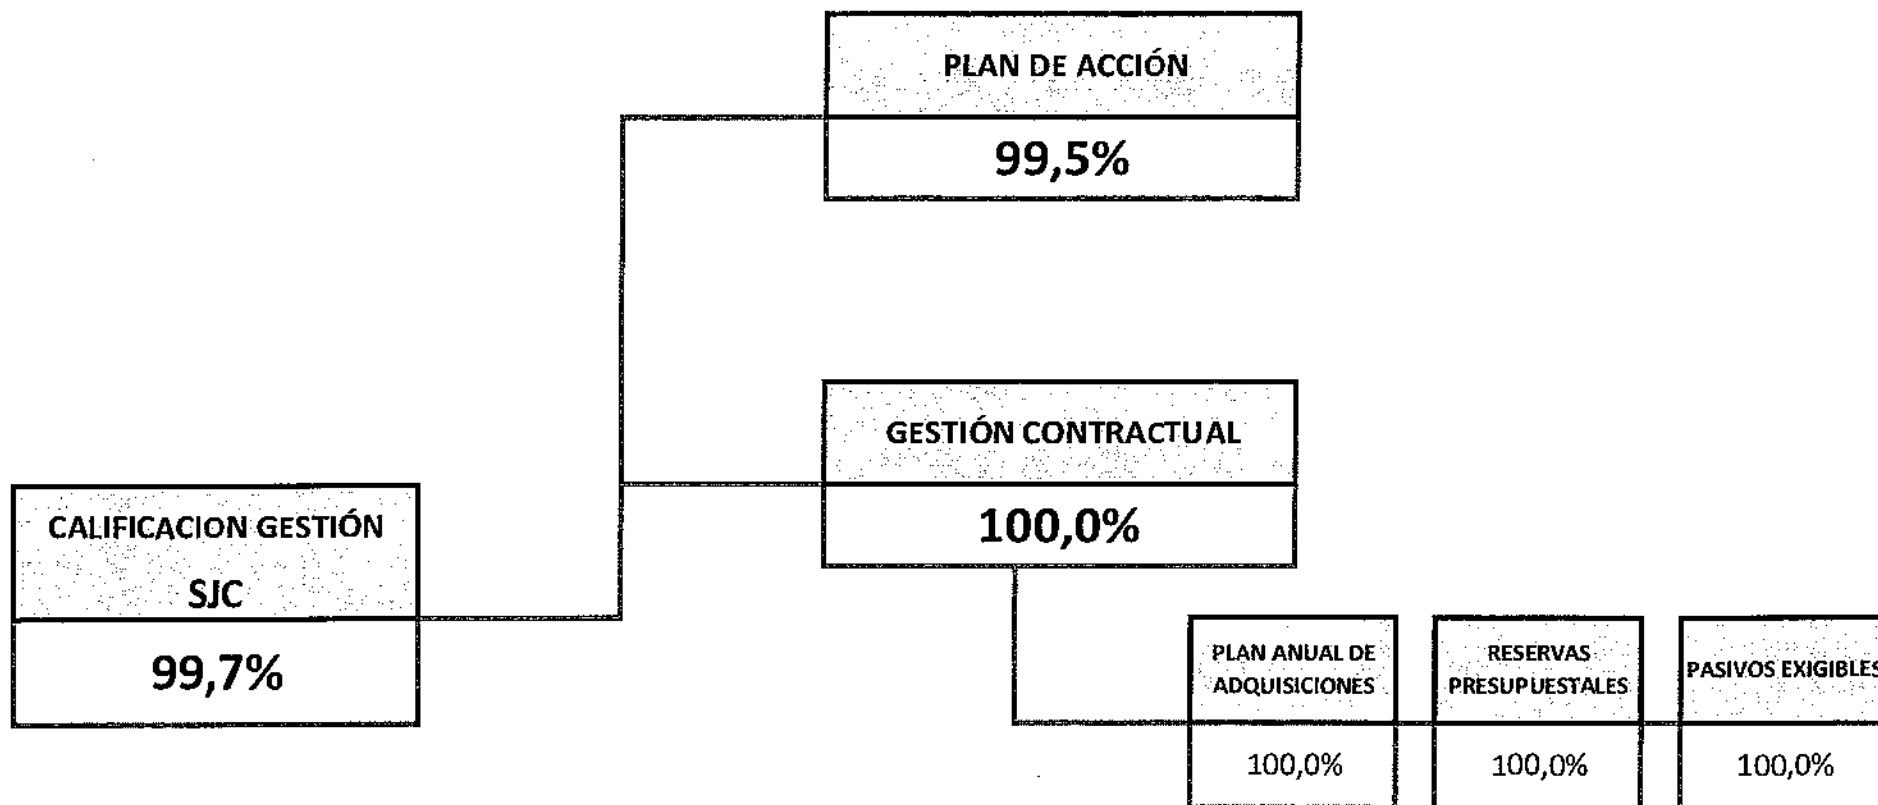 PLAN DE ACCIÓN
99,5%
GESTIÓN CONTRACTUAL
100,0%
CALIFICACION GESTIÓN
SJC
99,7%
PLAN ANUAL DE
ADQUISICIONES
100,0%
RESERVAS
PRESUPUESTALES
100,0%
PASIVOS EXIGIBLES
100,0%